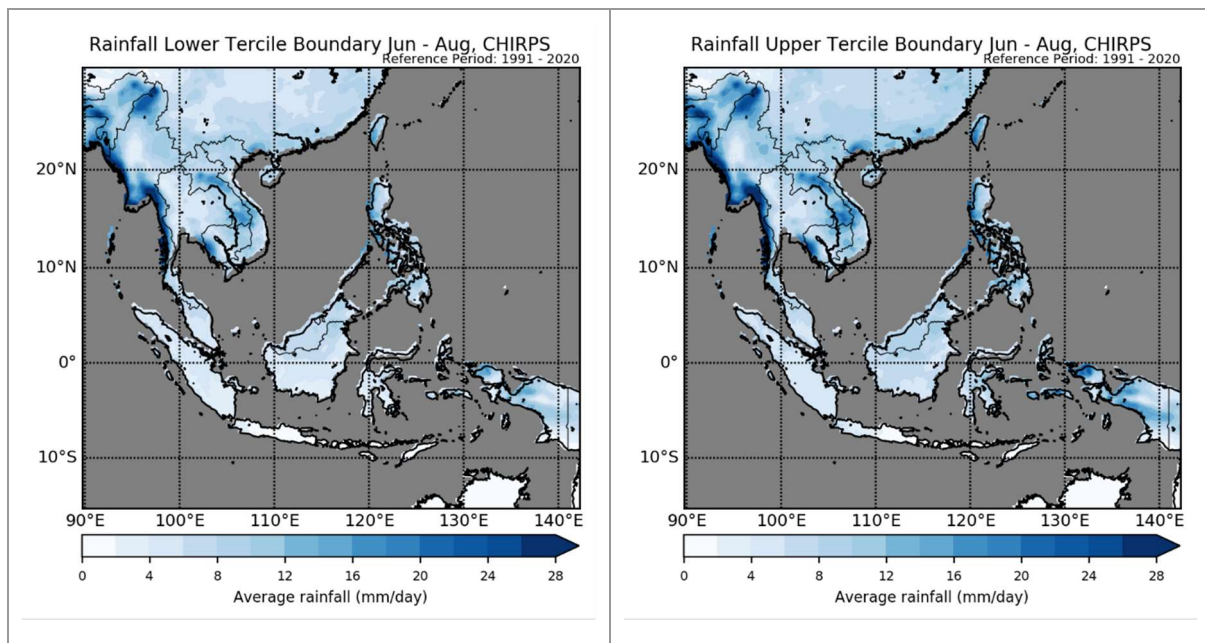 Rainfall Lower Tercile Boundary Jun - Aug, CHIRPS
Reference Period: 1991 - 2020
20°N
10°N
0°
10°S
90°E 100°E 110°E 120°E 130°E 140°E
0 4 8 12 16 20 24 28
Average rainfall (mm/day)
Rainfall Upper Tercile Boundary Jun - Aug, CHIRPS
Reference Period: 1991 - 2020
20°N
10°N
0°
10°S
90°E 100°E 110°E 120°E 130°E 140°E
0 4 8 12 16 20 24 28
Average rainfall (mm/day)